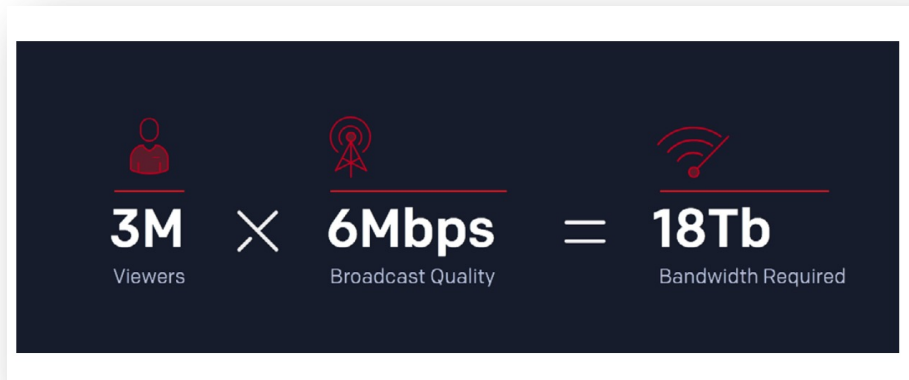 3M × 6Mbps = 18Tb
Viewers Broadcast Quality Bandwidth Required